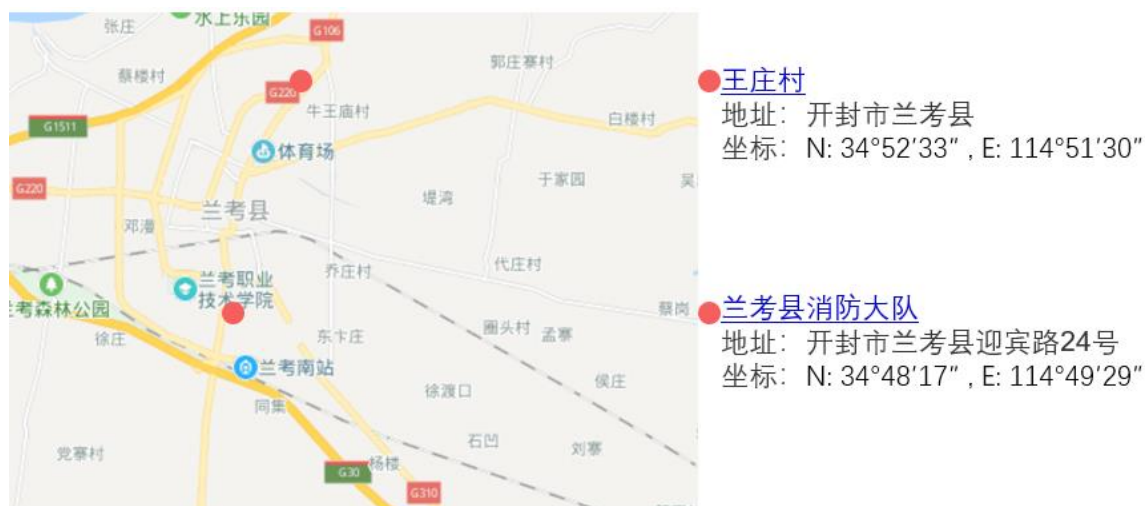 张庄
水上乐园
G106
蔡楼村
郭庄寨村
G220
牛王庙村
白楼村
G1511
体育场
于家园
G220
堤湾
兰考县
邓漫
代庄村
乔庄村
兰考职业
技术学院
考森林公园
蔡岗
徐庄
东卞庄
圈头村
孟寨
兰考南站
侯庄
徐渡口
同集
石凹
刘寨
党寨村
杨楼
G30
G310
王庄村
地址：开封市兰考县
坐标：N: 34°52′33″ , E: 114°51′30″
兰考县消防大队
地址：开封市兰考县迎宾路24号
坐标：N: 34°48′17″ , E: 114°49′29″